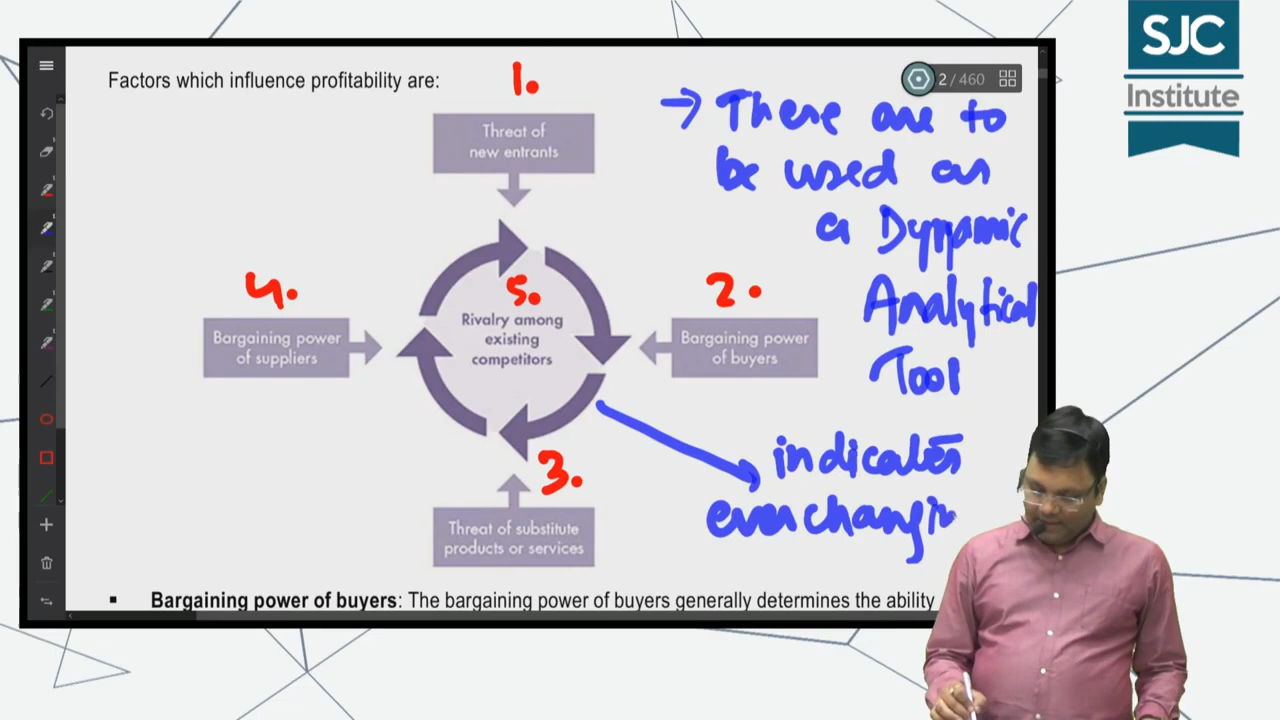 SJC
Institute
Factors which influence profitability are:
2 / 460
1.
Threat of
new entrants
→ There are to
be used as
a Dynamic
Analytical
Tool
4.
Bargaining power
of suppliers
5.
Rivalry among
existing
competitors
2.
Bargaining power
of buyers
3.
Threat of substitute
products or services
indicates
everchangin
▪ Bargaining power of buyers: The bargaining power of buyers generally determines the ability